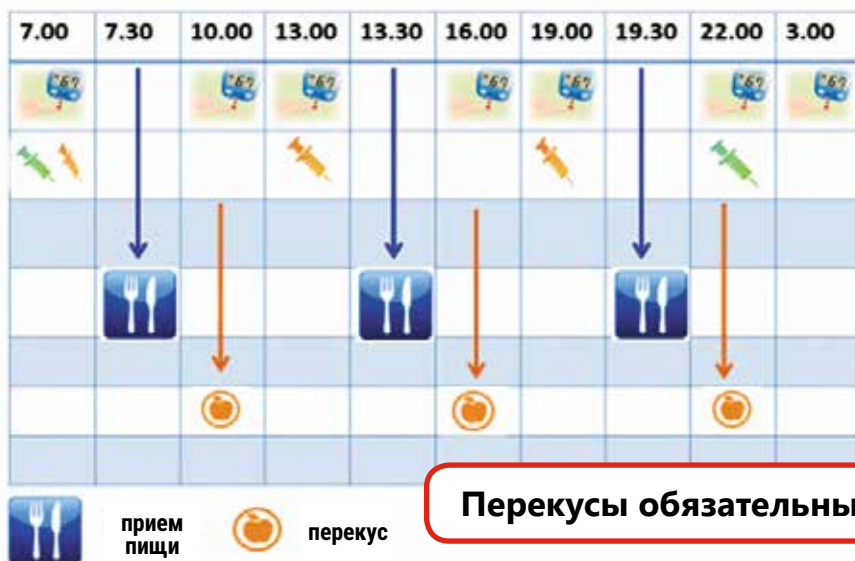 7.00 7.30 10.00 13.00 13.30 16.00 19.00 19.30 22.00 3.00
прием
пищи
перекус
Перекусы обязательны